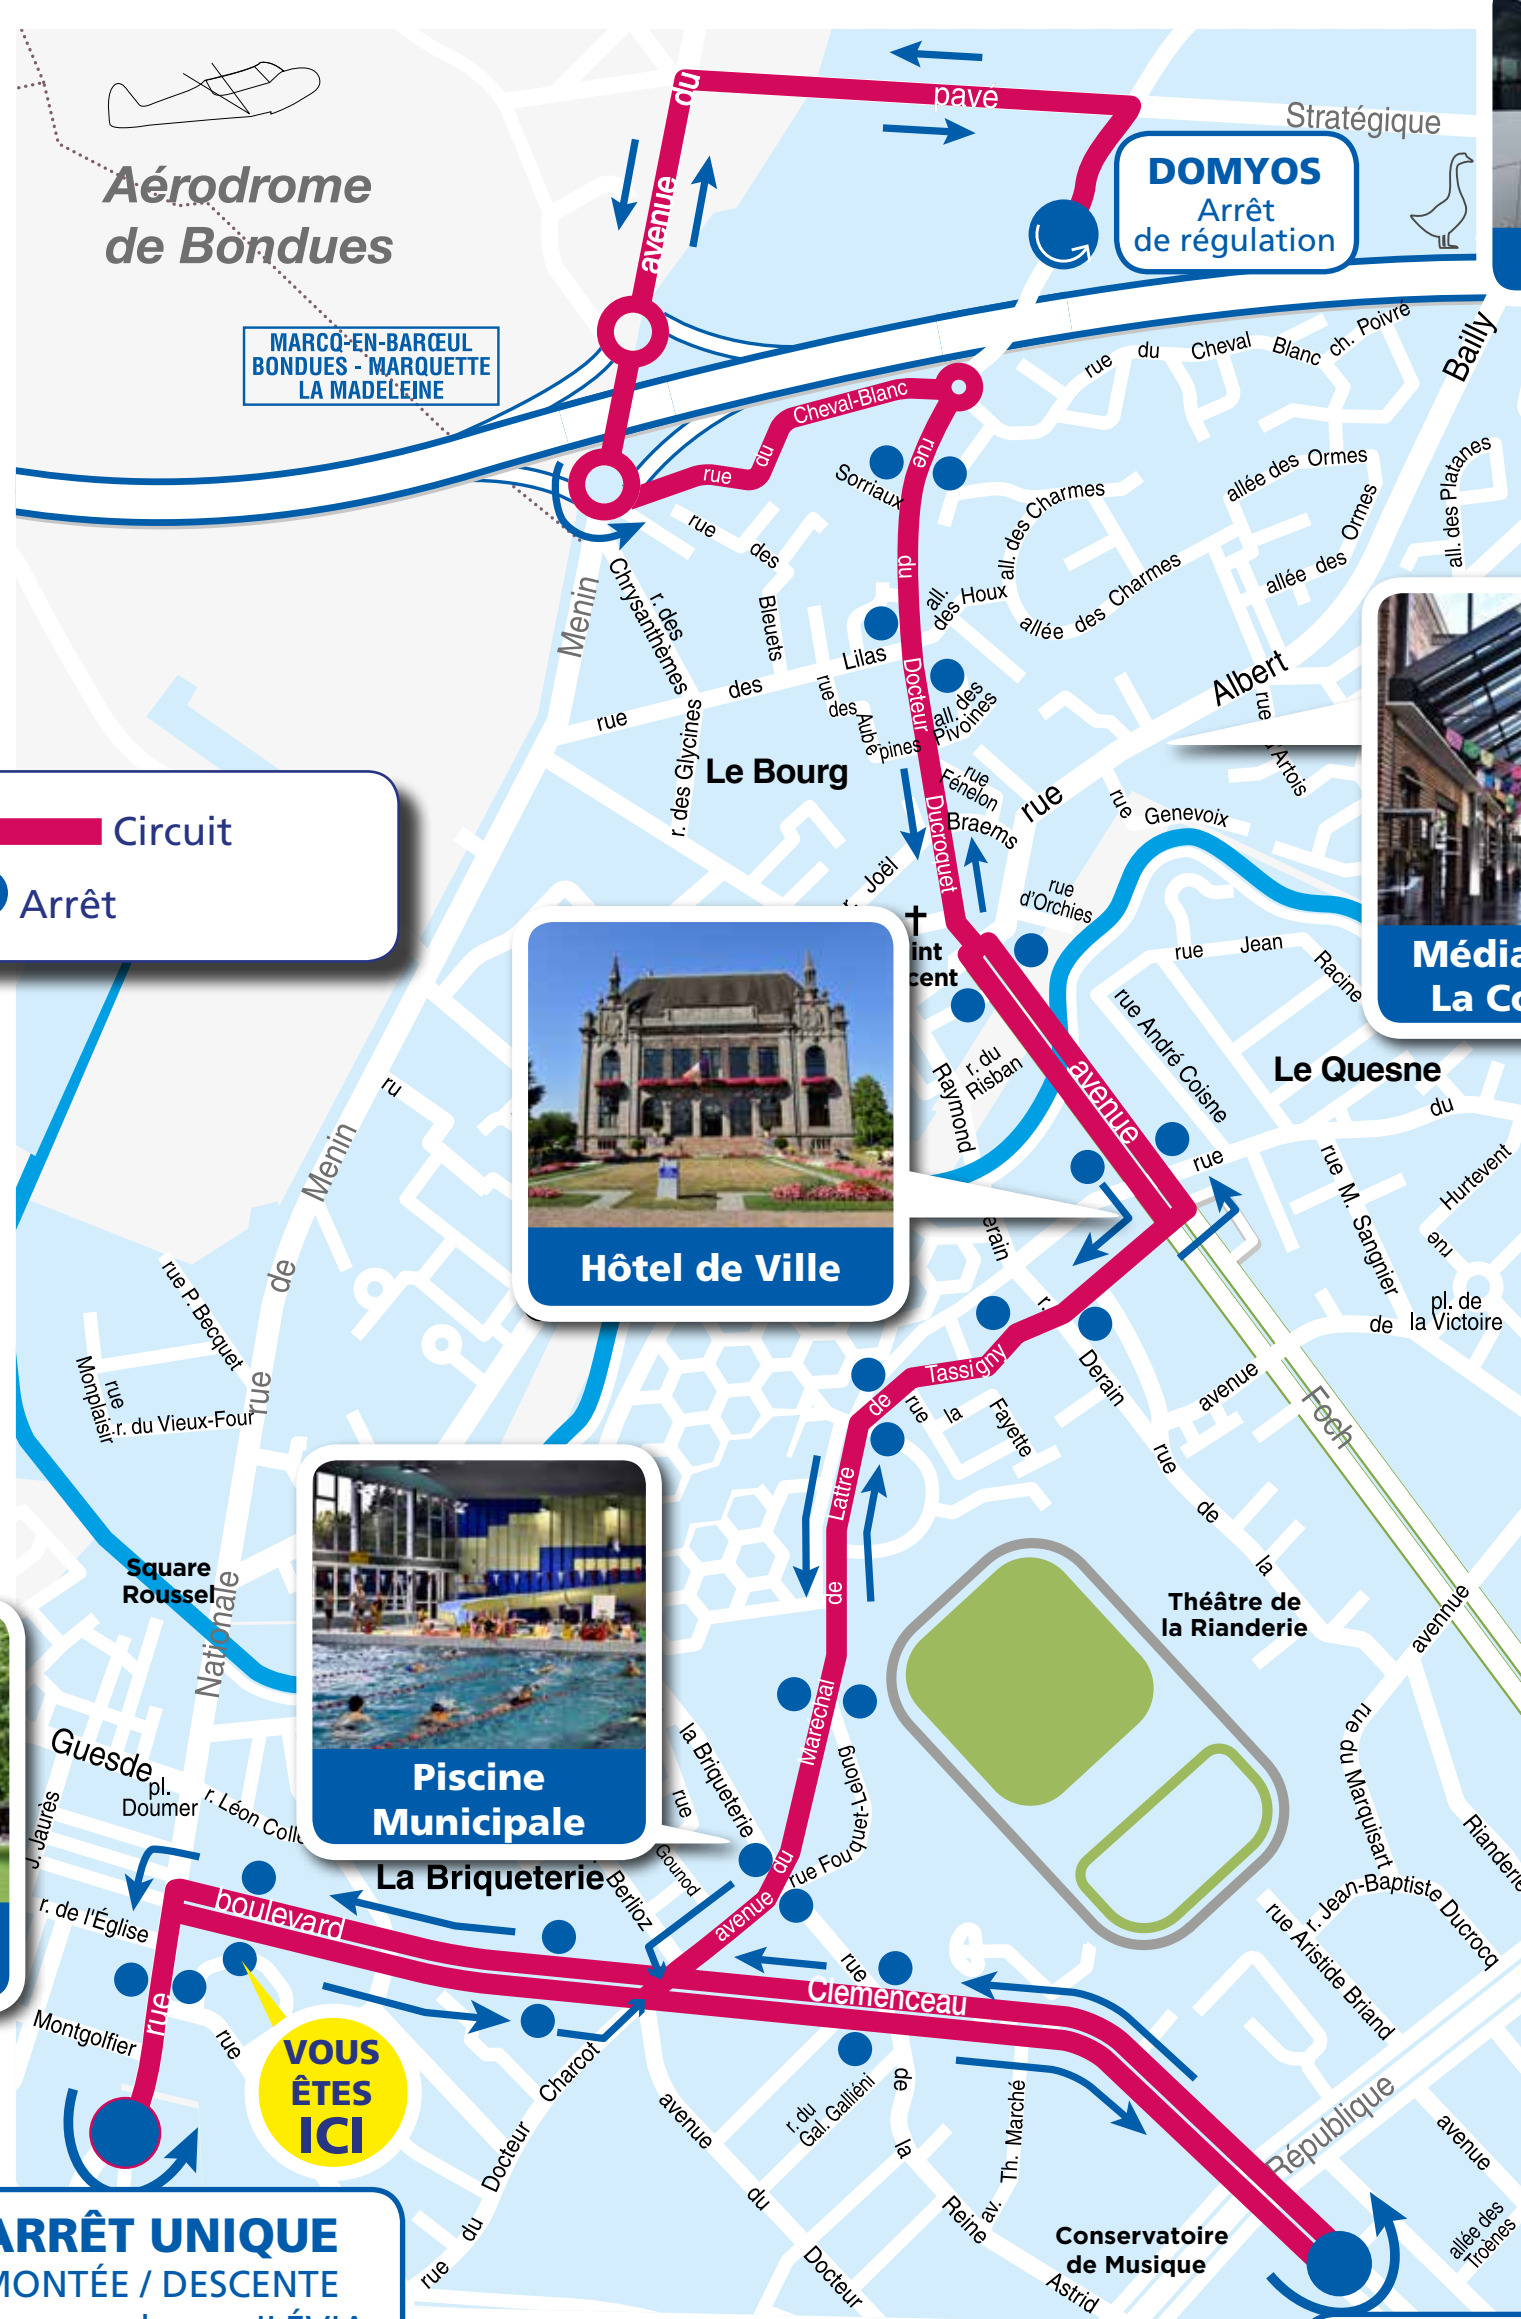 du
pavé
Stratégique
Aérodrome
de Bondues
avenue
DOMYOS
Arrêt
de régulation
MARCQ-EN-BARŒUL
BONDUES - MARQUETTE
LA MADELEINE
rue
du
Cheval
Blanc
ch. Poivré
Bailly
rue
du
Cheval-Blanc
rue
Sorriaux
allée des Ormes
all. des Platanes
all. des Charmes
allée des Ormes
rue
des
Bleuets
du
all.
des Houx
allée des Charmes
Menin
r. des
Chrysanthèmes
Lilas
des
rue
Docteur
Albert
rue
d'Artois
rue
des
Aubépines
all. des
Pivoines
r. des Glycines
Le Bourg
rue
Fénelon
rue
rue
Genevoix
Circuit
Arrêt
Ducroquet
Braems
r. Joël
rue
d'Orchies
rue Jean Racine
Média
La Co
rue André Coisne
Le Quesne
avenue
r. du
Risban
Raymond
Derain
ru
du
rue
Hurtevent
rue
rue M. Sangnier
Hôtel de Ville
Menin
de
rue
rue P. Becquet
rue
Monplaisir
r. du Vieux-Four
pl. de
la Victoire
de
avenue
Foch
r.
Derain
Tassigny
de
rue
la
Fayette
rue
de
la
Lattre
de
Maréchal
du
avenue
Square
Roussel
Nationale
Théâtre de
la Rianderie
avennue
rue du Marquisart
Rianderie
Piscine
Municipale
la Briqueterie
rue
Gounod
rue Fouquet-Lelong
Guesde
pl.
Doumer
r. Léon Colle
J. Jaurès
La Briqueterie
Berlioz
r. de l'Église
boulevard
r. Jean-Baptiste Ducrocq
rue Aristide Briand
rue
Clemenceau
rue
Montgolfier
rue
VOUS
ÊTES
ICI
rue
du
Docteur
Charcot
avenue
du
Docteur
r. du
Gal. Galliéni
de
la
Reine
Astrid
av.
Th. Marché
République
avenue
allée des
Troènes
Conservatoire
de Musique
ARRÊT UNIQUE
MONTÉE / DESCENTE